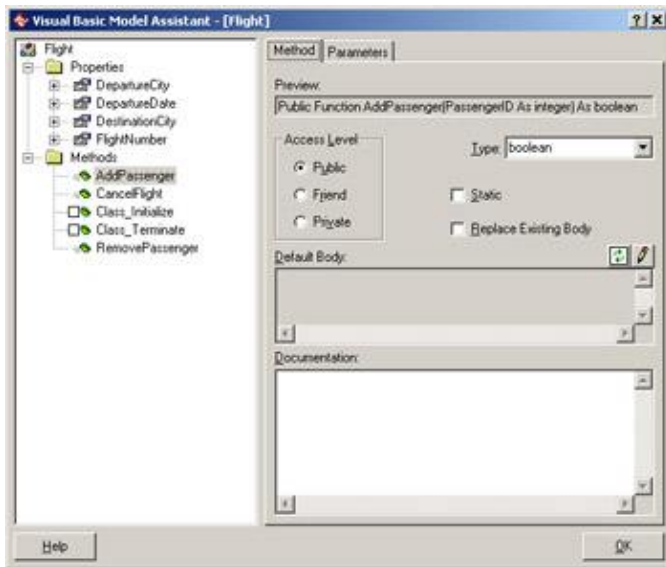 Visual Basic Model Assistant - [Flight]
Flight
Properties
DepartureCity
DepartureDate
DestinationCity
FlightNumber
Methods
AddPassenger
CancelFlight
Class_Initialize
Class_Terminate
RemovePassenger
Method
Parameters
Preview:
Public Function AddPassenger(PassengerID As integer) As boolean
Access Level
Public
Friend
Private
Type: boolean
Static
Replace Existing Body
Default Body:
Documentation:
Help
OK